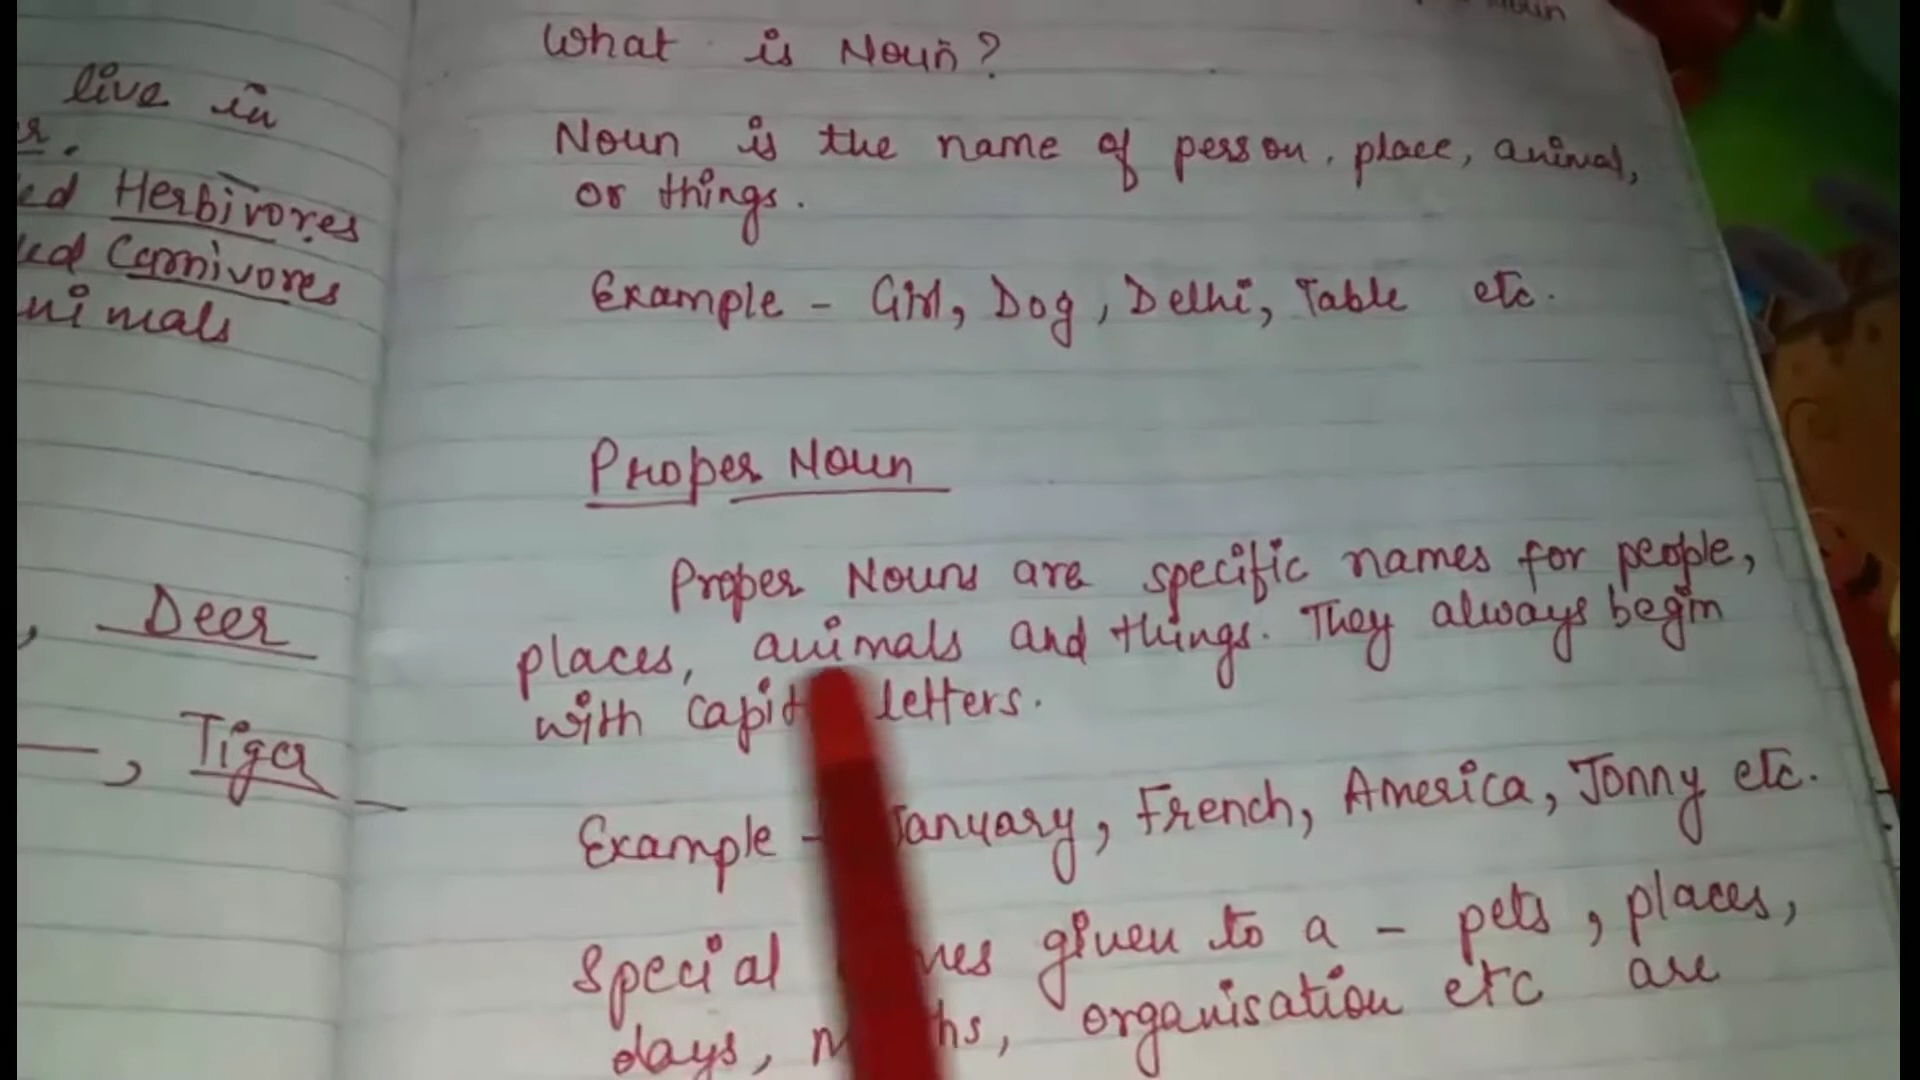 live in
r.
ed Herbivores
ed Carnivores
nimals
, Deer
, Tiger
What is Noun?
Noun is the name of person, place, animal,
or things.
Example - Girl, Dog, Delhi, Table etc.
Proper Noun
Proper Nouns are specific names for people,
places, animals and things. They always begin
with capit letters.
Example - January, French, America, Jonny etc.
Special nes given to a - pets, places,
days, m hs, organisation etc are